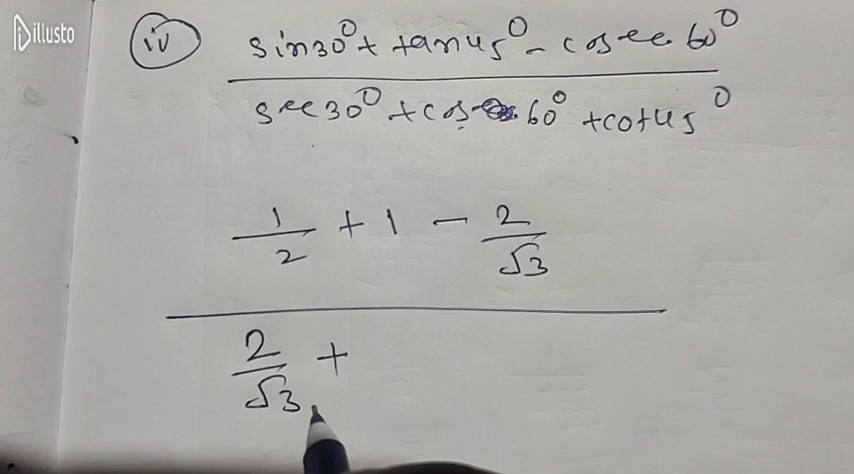 illusto
(iv) sin30° + tan45° - cosec 60°
sec30° + cos 60° + cot45°
1/2 + 1 - 2/√3
2/√3 +